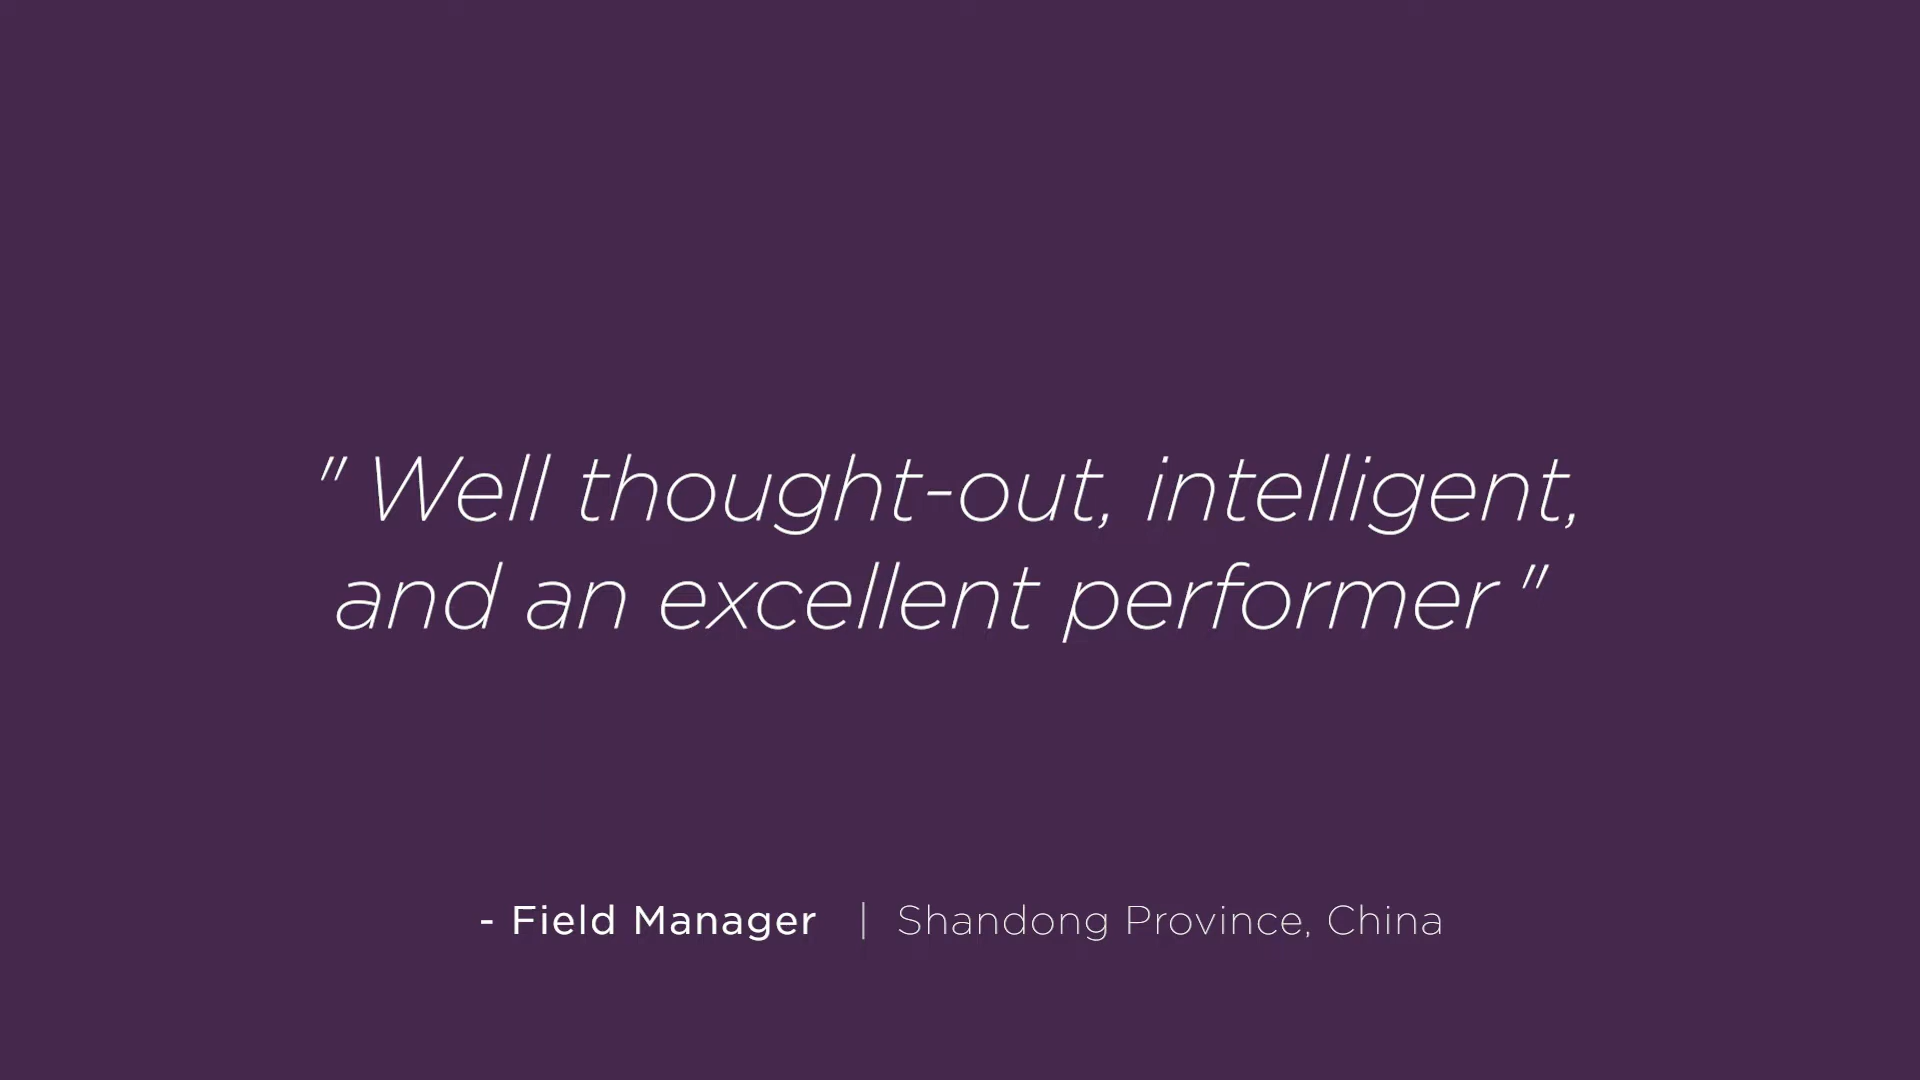 " Well thought-out, intelligent,
and an excellent performer "
- Field Manager | Shandong Province, China